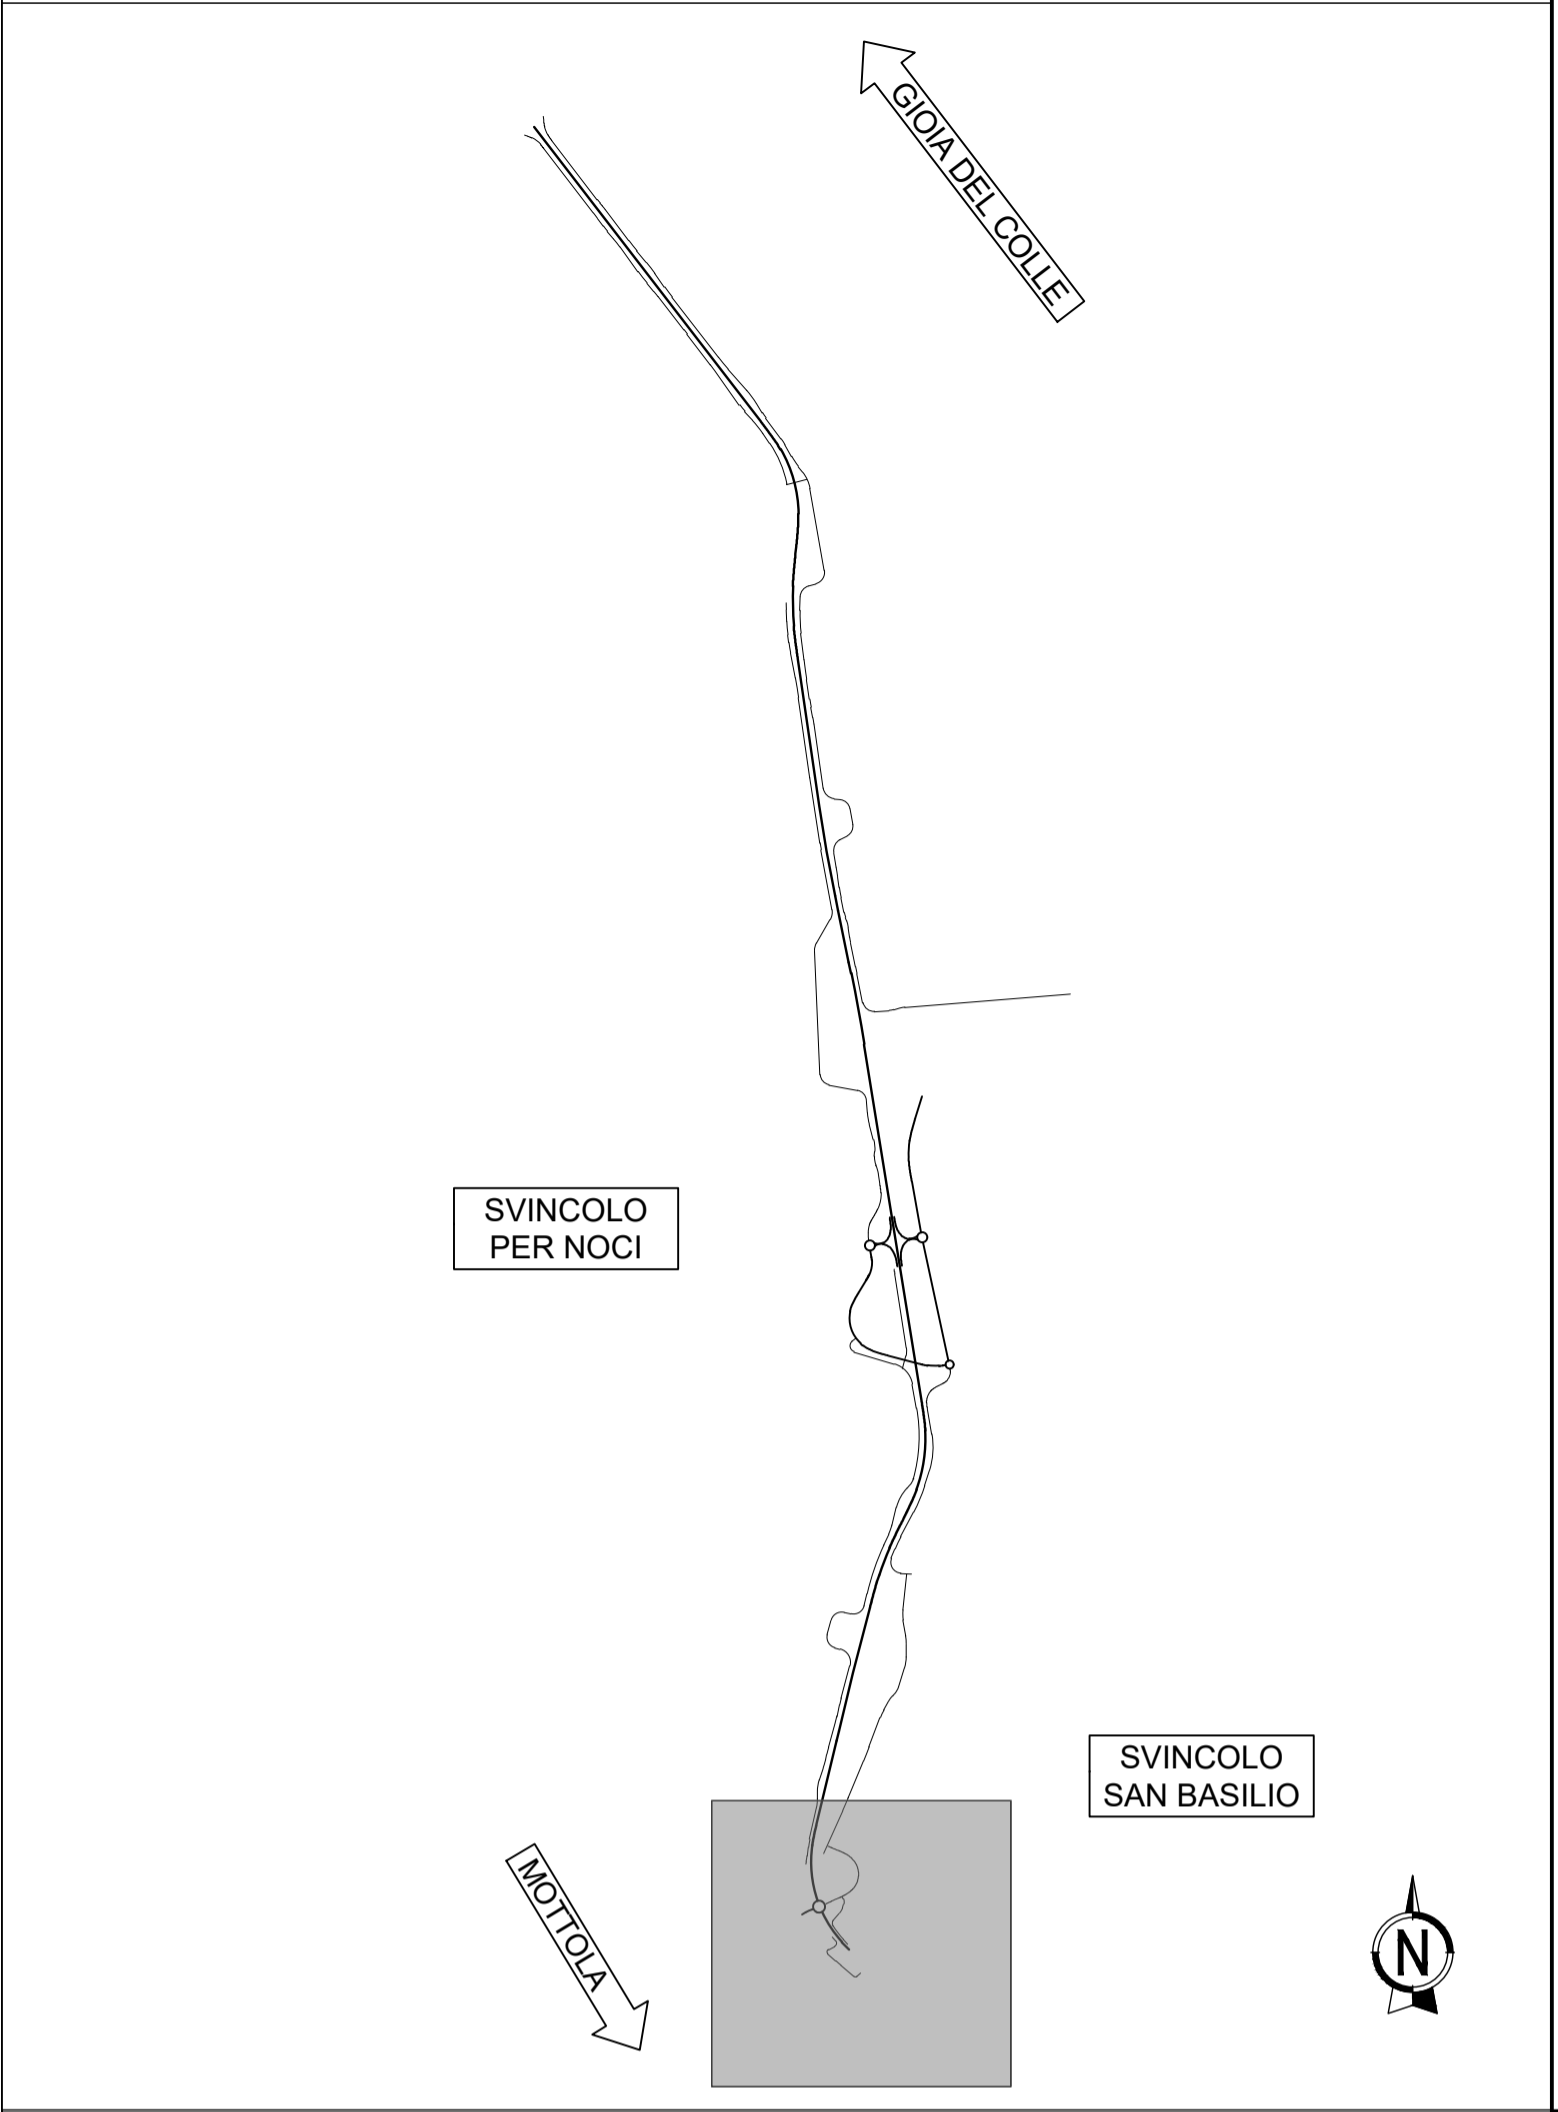 GIOIA DEL COLLE
SVINCOLO
PER NOCI
SVINCOLO
SAN BASILIO
MOTTOLA
N